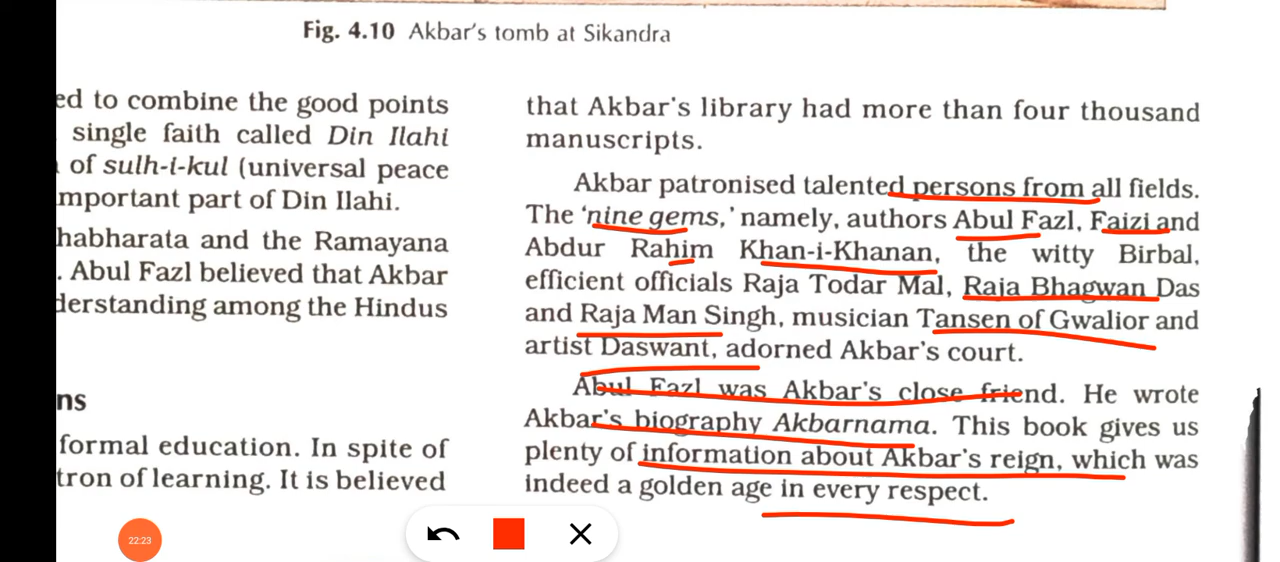 Fig. 4.10 Akbar's tomb at Sikandra
ed to combine the good points
single faith called Din Ilahi
of sulh-i-kul (universal peace
mportant part of Din Ilahi.
habharata and the Ramayana
. Abul Fazl believed that Akbar
derstanding among the Hindus
ns
formal education. In spite of
tron of learning. It is believed
that Akbar's library had more than four thousand
manuscripts.
Akbar patronised talented persons from all fields.
The 'nine gems,' namely, authors Abul Fazl, Faizi and
Abdur Rahim Khan-i-Khanan, the witty Birbal,
efficient officials Raja Todar Mal, Raja Bhagwan Das
and Raja Man Singh, musician Tansen of Gwalior and
artist Daswant, adorned Akbar's court.
Abul Fazl was Akbar's close friend. He wrote
Akbar's biography Akbarnama. This book gives us
plenty of information about Akbar's reign, which was
indeed a golden age in every respect.
22:23